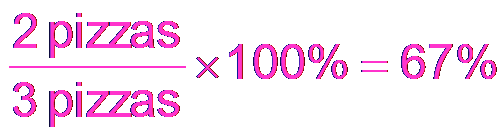 2 pizzas
3 pizzas
×100% = 67%